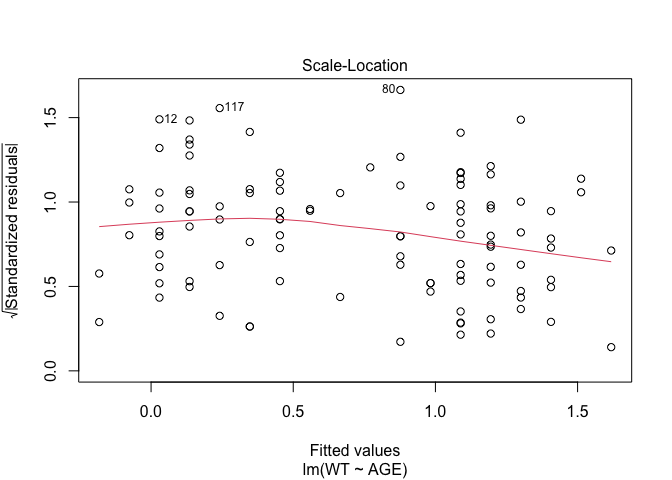 Scale-Location
√|Standardized residuals|
1.5
1.0
0.5
0.0
12
117
80
0.0 0.5 1.0 1.5
Fitted values
lm(WT ~ AGE)